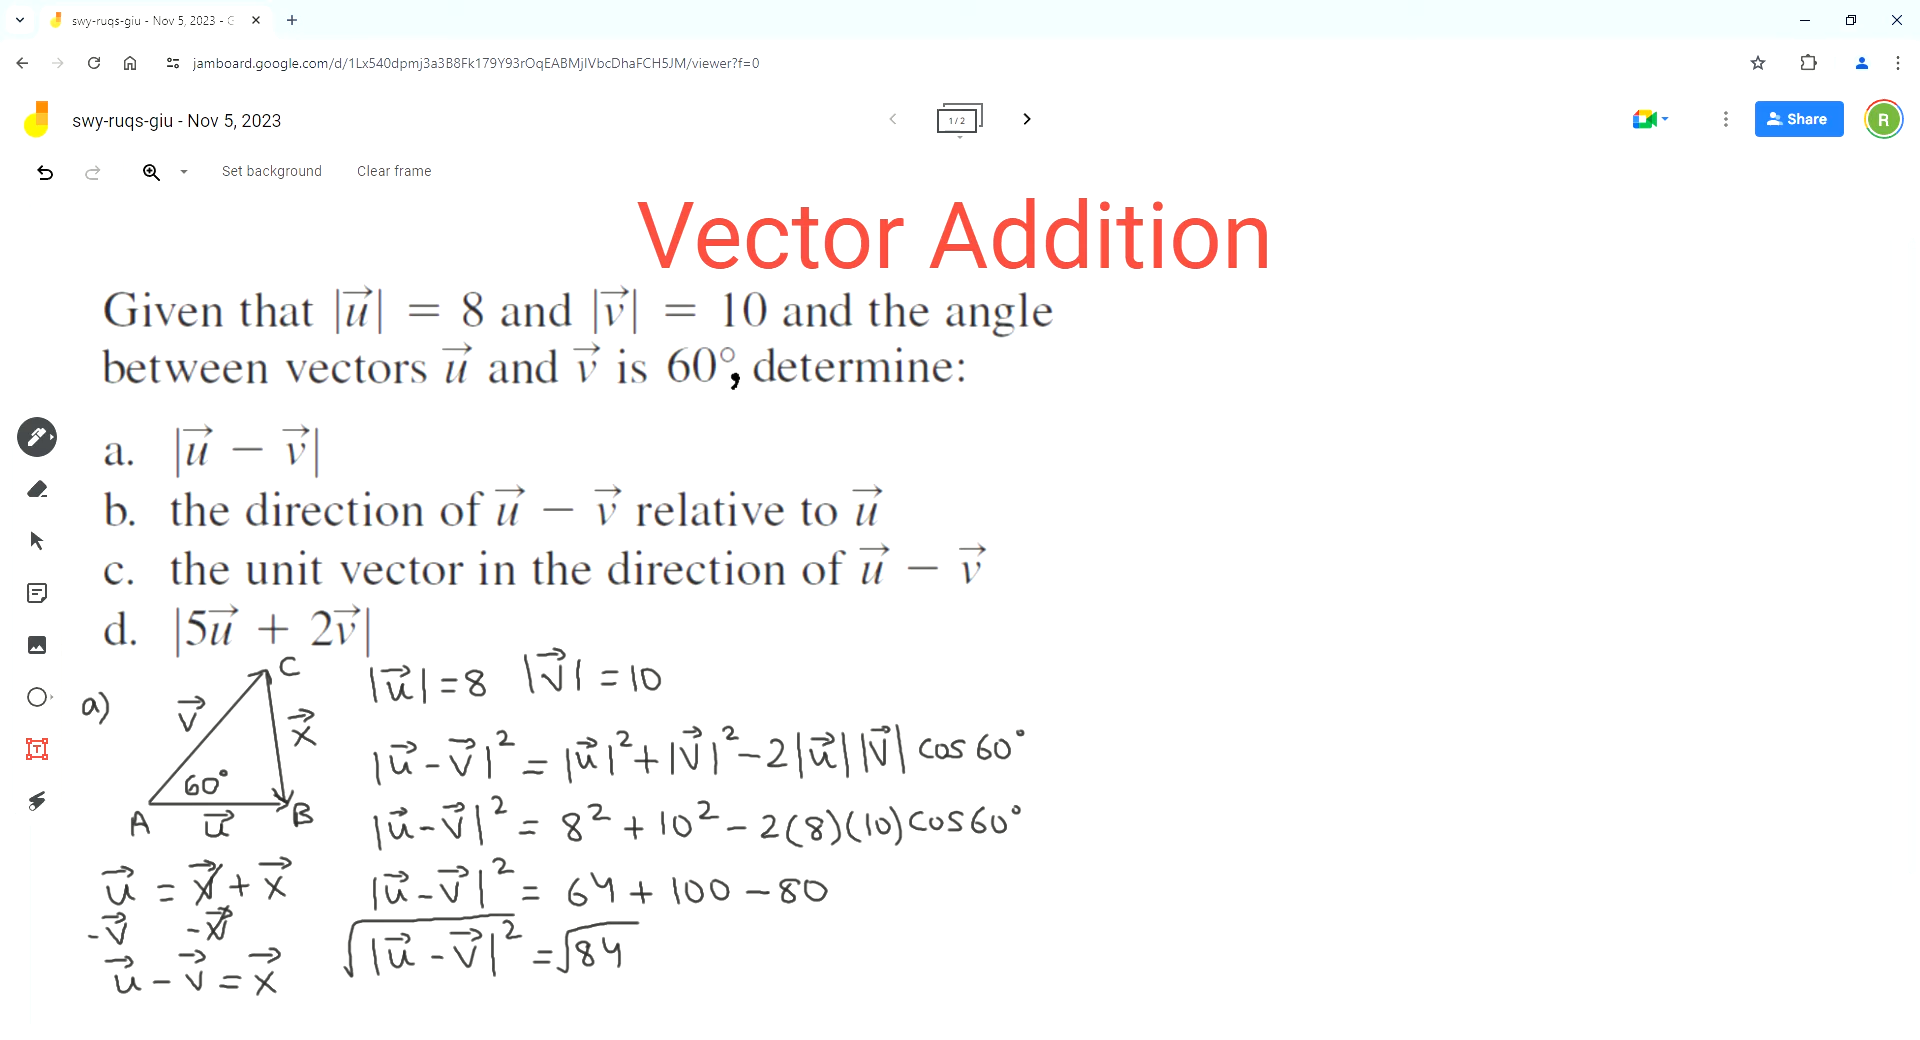 swy-ruqs-giu - Nov 5, 2023 - G
jamboard.google.com/d/1Lx540dpmj3a3B8Fk179Y93rOqEABMjlVbcDhaFCH5JM/viewer?f=0
swy-ruqs-giu - Nov 5, 2023
1 / 2
Share
R
Set background Clear frame
Vector Addition
Given that |u⃗| = 8 and |v⃗| = 10 and the angle
between vectors u⃗ and v⃗ is 60°, determine:
a. |u⃗ − v⃗|
b. the direction of u⃗ − v⃗ relative to u⃗
c. the unit vector in the direction of u⃗ − v⃗
d. |5u⃗ + 2v⃗|
a)
C
v⃗
x⃗
60°
A
u⃗
B
u⃗ = v⃗ + x⃗
-v⃗ -v⃗
u⃗ - v⃗ = x⃗
|u⃗| = 8 |v⃗| = 10
|u⃗ - v⃗|² = |u⃗|² + |v⃗|² - 2|u⃗||v⃗| cos 60°
|u⃗ - v⃗|² = 8² + 10² - 2(8)(10) cos 60°
|u⃗ - v⃗|² = 64 + 100 - 80
√|u⃗ - v⃗|² = √84